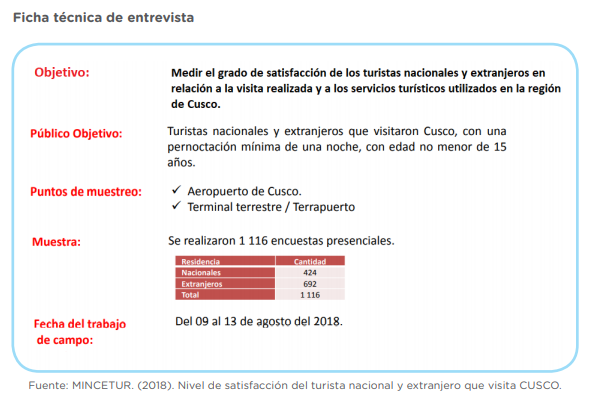 Ficha técnica de entrevista
Objetivo:
Medir el grado de satisfacción de los turistas nacionales y extranjeros en
relación a la visita realizada y a los servicios turísticos utilizados en la región
de Cusco.
Público Objetivo:
Turistas nacionales y extranjeros que visitaron Cusco, con una
pernoctación mínima de una noche, con edad no menor de 15
años.
Puntos de muestreo:
✓ Aeropuerto de Cusco.
✓ Terminal terrestre / Terrapuerto
Muestra:
Se realizaron 1 116 encuestas presenciales.
Residencia Cantidad
Nacionales 424
Extranjeros 692
Total 1 116
Fecha del trabajo
de campo:
Del 09 al 13 de agosto del 2018.
Fuente: MINCETUR. (2018). Nivel de satisfacción del turista nacional y extranjero que visita CUSCO.